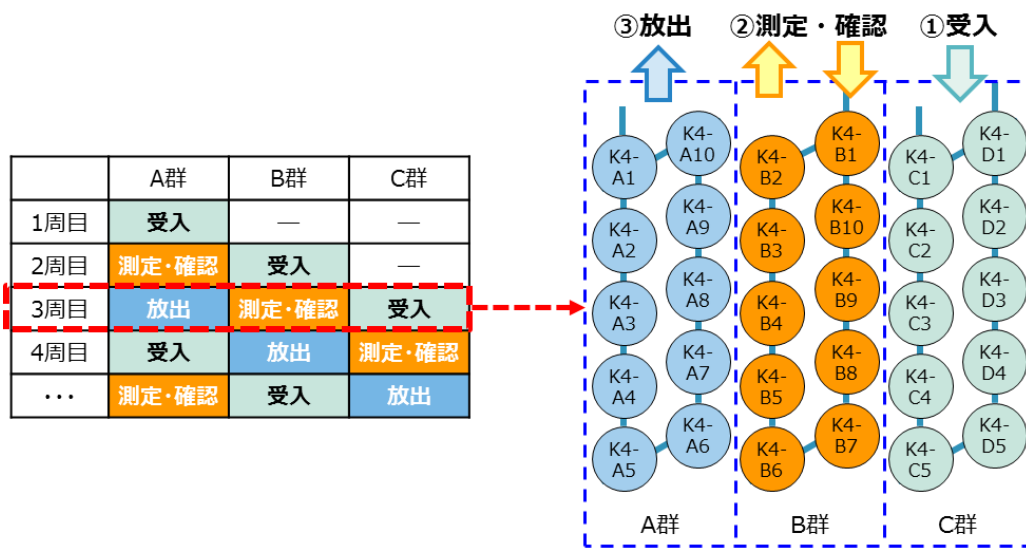 ③放出 ②測定・確認 ①受入
A群 B群 C群
1周目 受入 ― ―
2周目 測定・確認 受入 ―
3周目 放出 測定・確認 受入
4周目 受入 放出 測定・確認
・・・ 測定・確認 受入 放出
K4-
A1
K4-
A2
K4-
A3
K4-
A4
K4-
A5
K4-
A10
K4-
A9
K4-
A8
K4-
A7
K4-
A6
A群
K4-
B2
K4-
B3
K4-
B4
K4-
B5
K4-
B6
K4-
B1
K4-
B10
K4-
B9
K4-
B8
K4-
B7
B群
K4-
C1
K4-
C2
K4-
C3
K4-
C4
K4-
C5
K4-
D1
K4-
D2
K4-
D3
K4-
D4
K4-
D5
C群